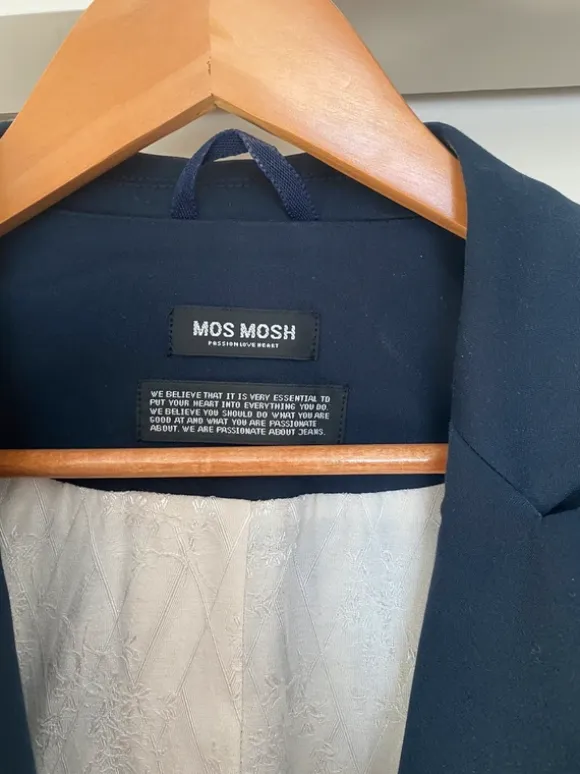 MOS MOSH
PASSION LOVE HEART
WE BELIEVE THAT IT IS VERY ESSENTIAL TO
PUT YOUR HEART INTO EVERYTHING YOU DO.
WE BELIEVE YOU SHOULD DO WHAT YOU ARE
GOOD AT AND WHAT YOU ARE PASSIONATE
ABOUT. WE ARE PASSIONATE ABOUT JEANS.